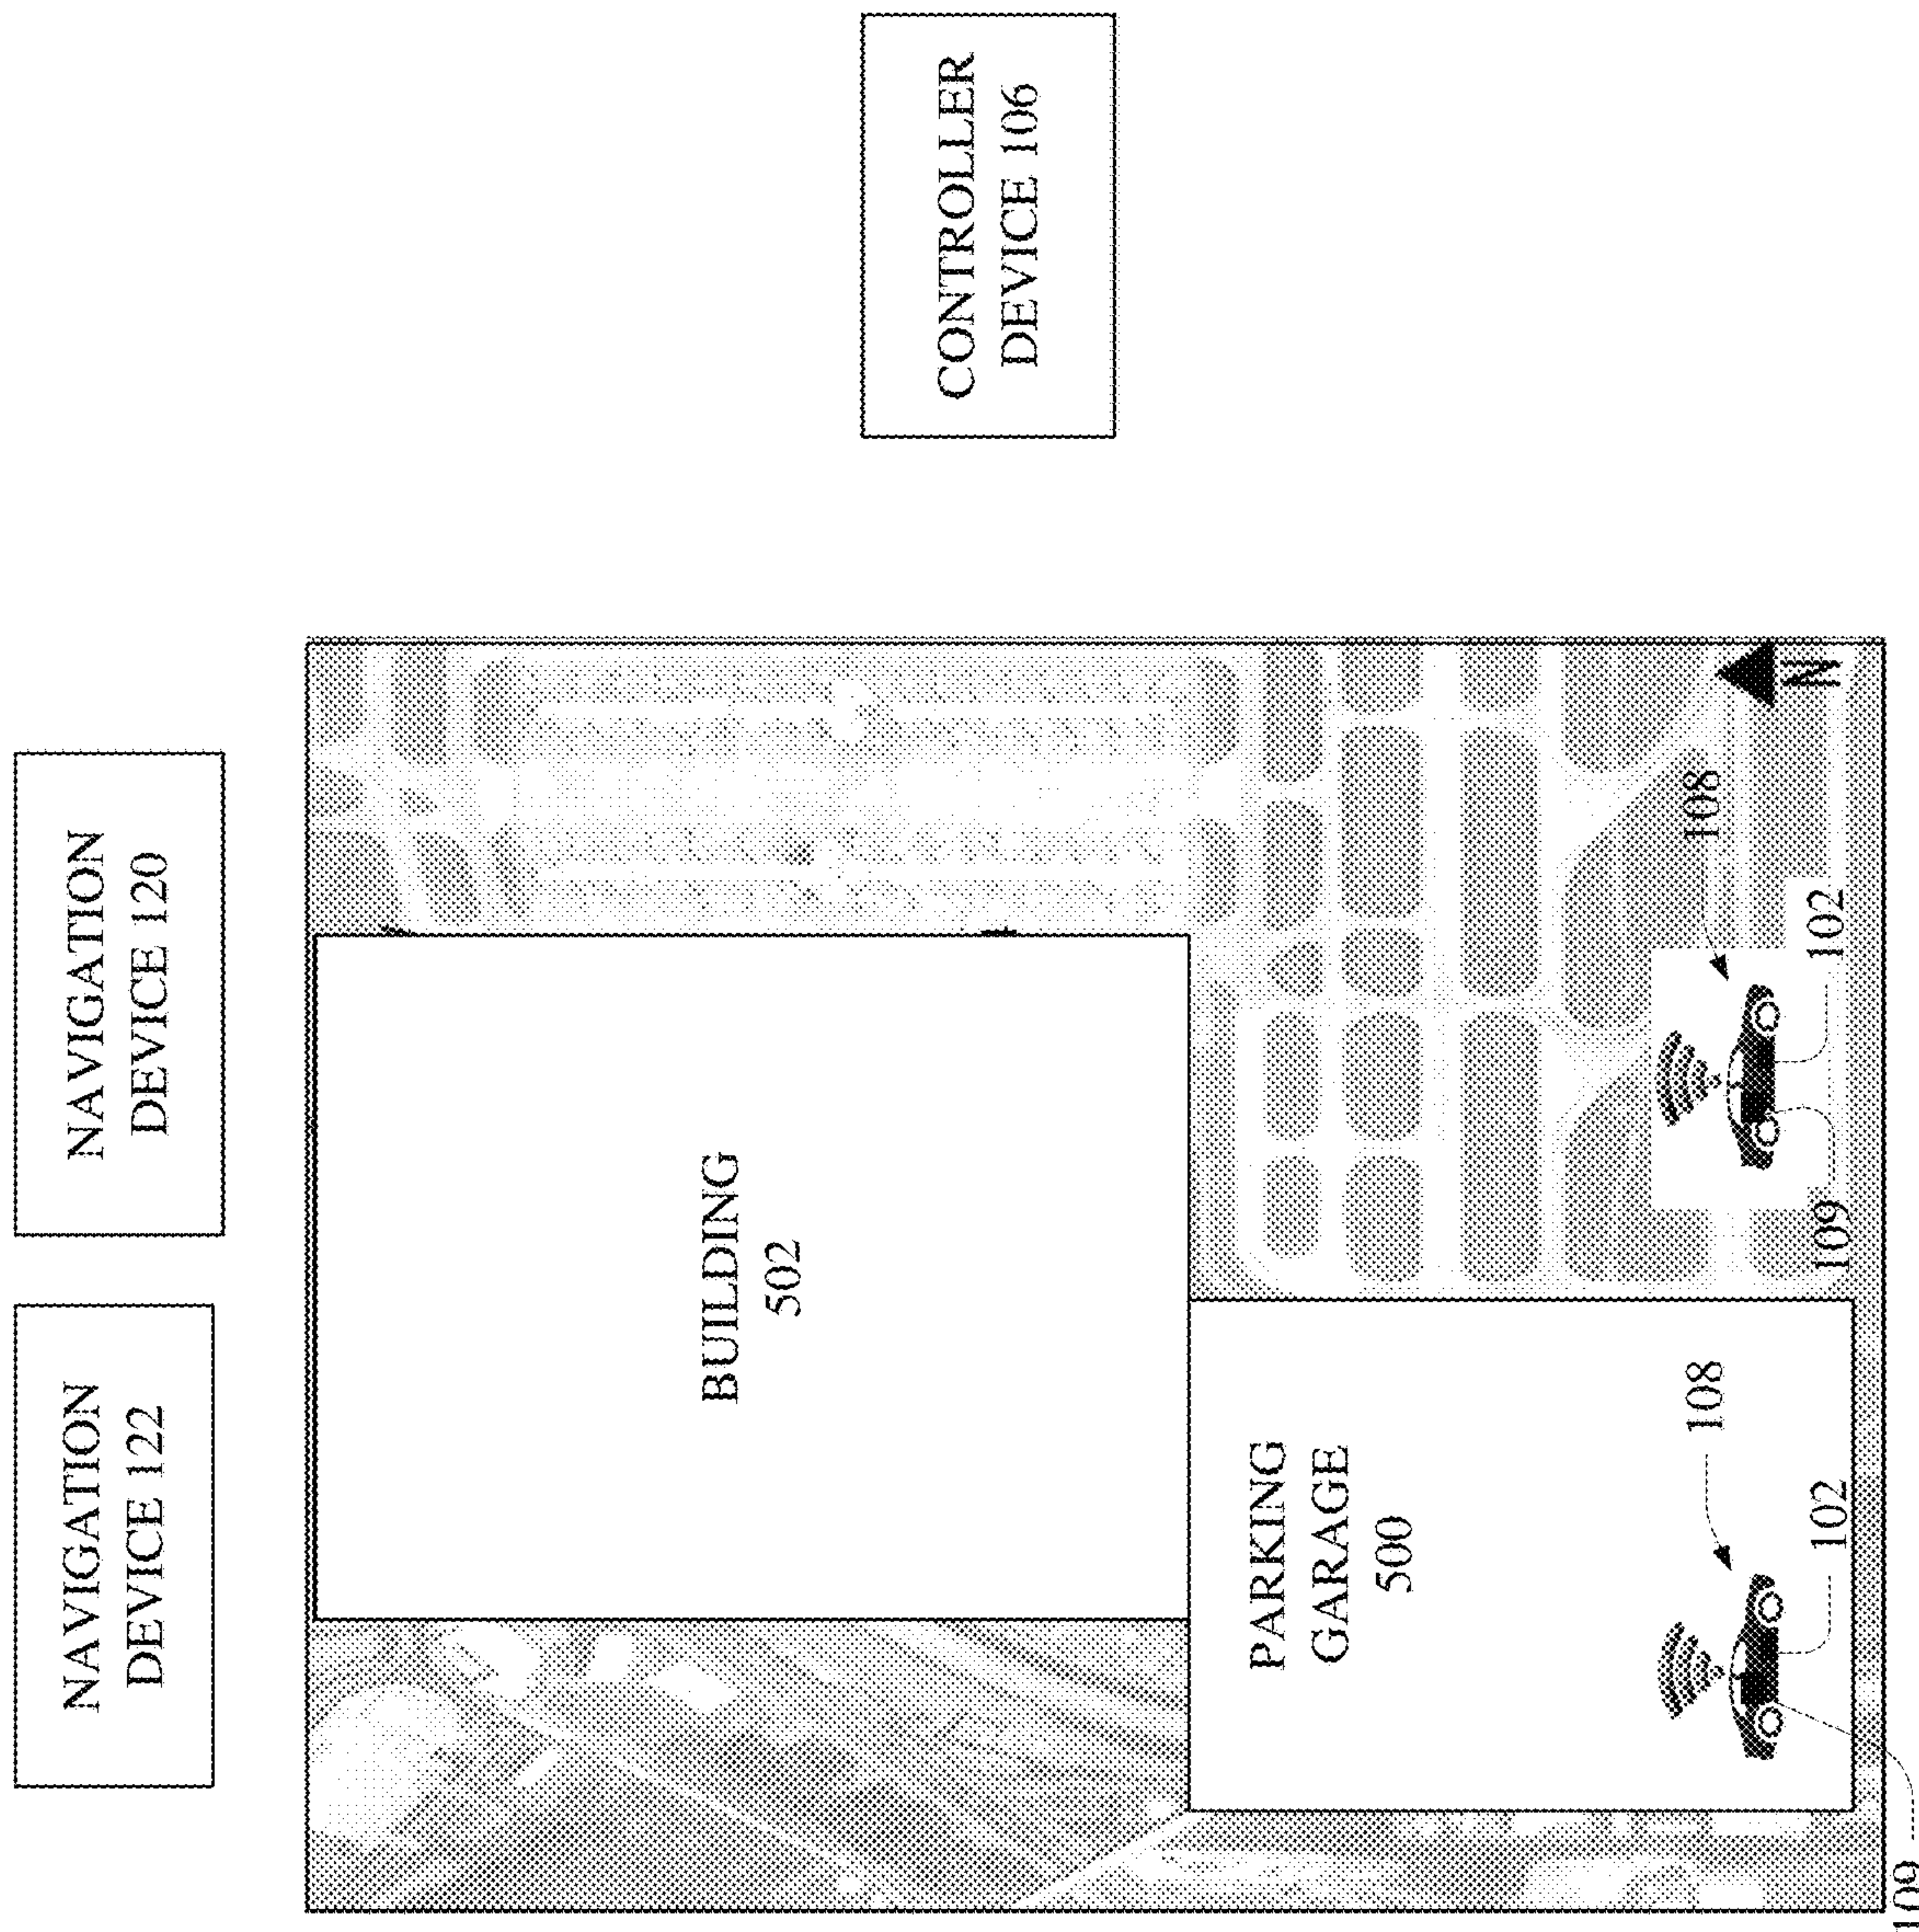 NAVIGATION
DEVICE 122
NAVIGATION
DEVICE 120
BUILDING
502
CONTROLLER
DEVICE 106
PARKING
GARAGE
500
108
108
N
102
109
102
109